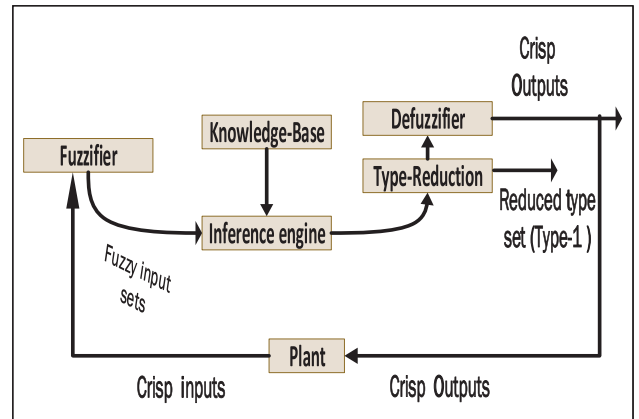 Crisp
Outputs
Knowledge-Base
Defuzzifier
Fuzzifier
Type-Reduction
Reduced type
set (Type-1 )
Inference engine
Fuzzy input
sets
Plant
Crisp inputs
Crisp Outputs